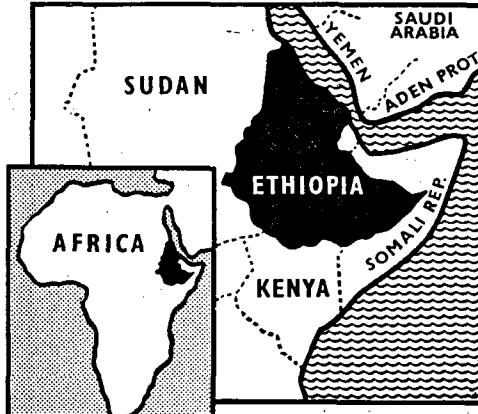 SAUDI
ARABIA
YEMEN
ADEN PROT.
SUDAN
ETHIOPIA
SOMALI REP.
AFRICA
KENYA